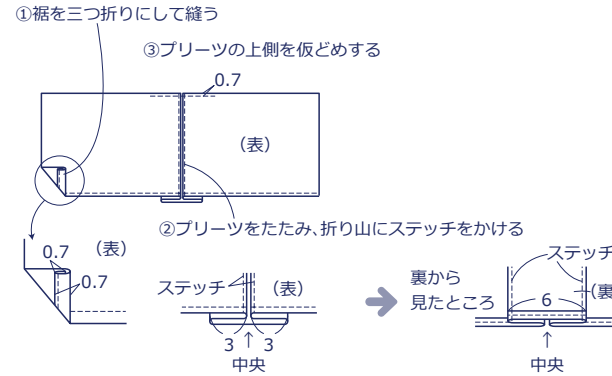 ①裾を三つ折りにして縫う
③プリーツの上側を仮どめする
0.7
(表)
②プリーツをたたみ、折り山にステッチをかける
0.7
(表)
0.7
ステッチ
(表)
3
3
↑
中央
裏から
見たところ
ステッチ
(裏
6
↑
中央